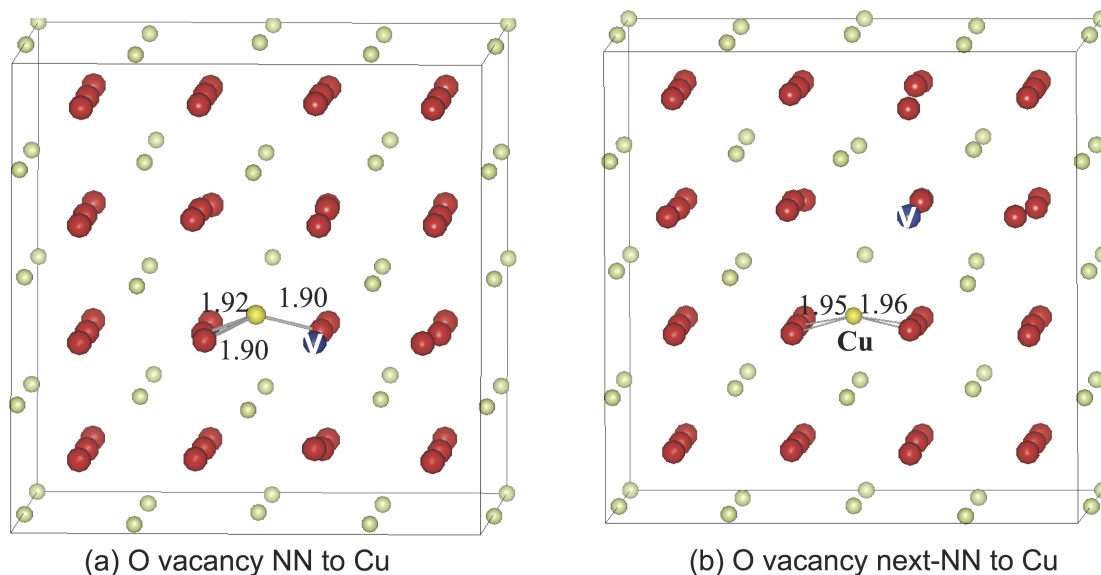 1.92 1.90
1.90
V
(a) O vacancy NN to Cu
V
1.95 1.96
Cu
(b) O vacancy next-NN to Cu